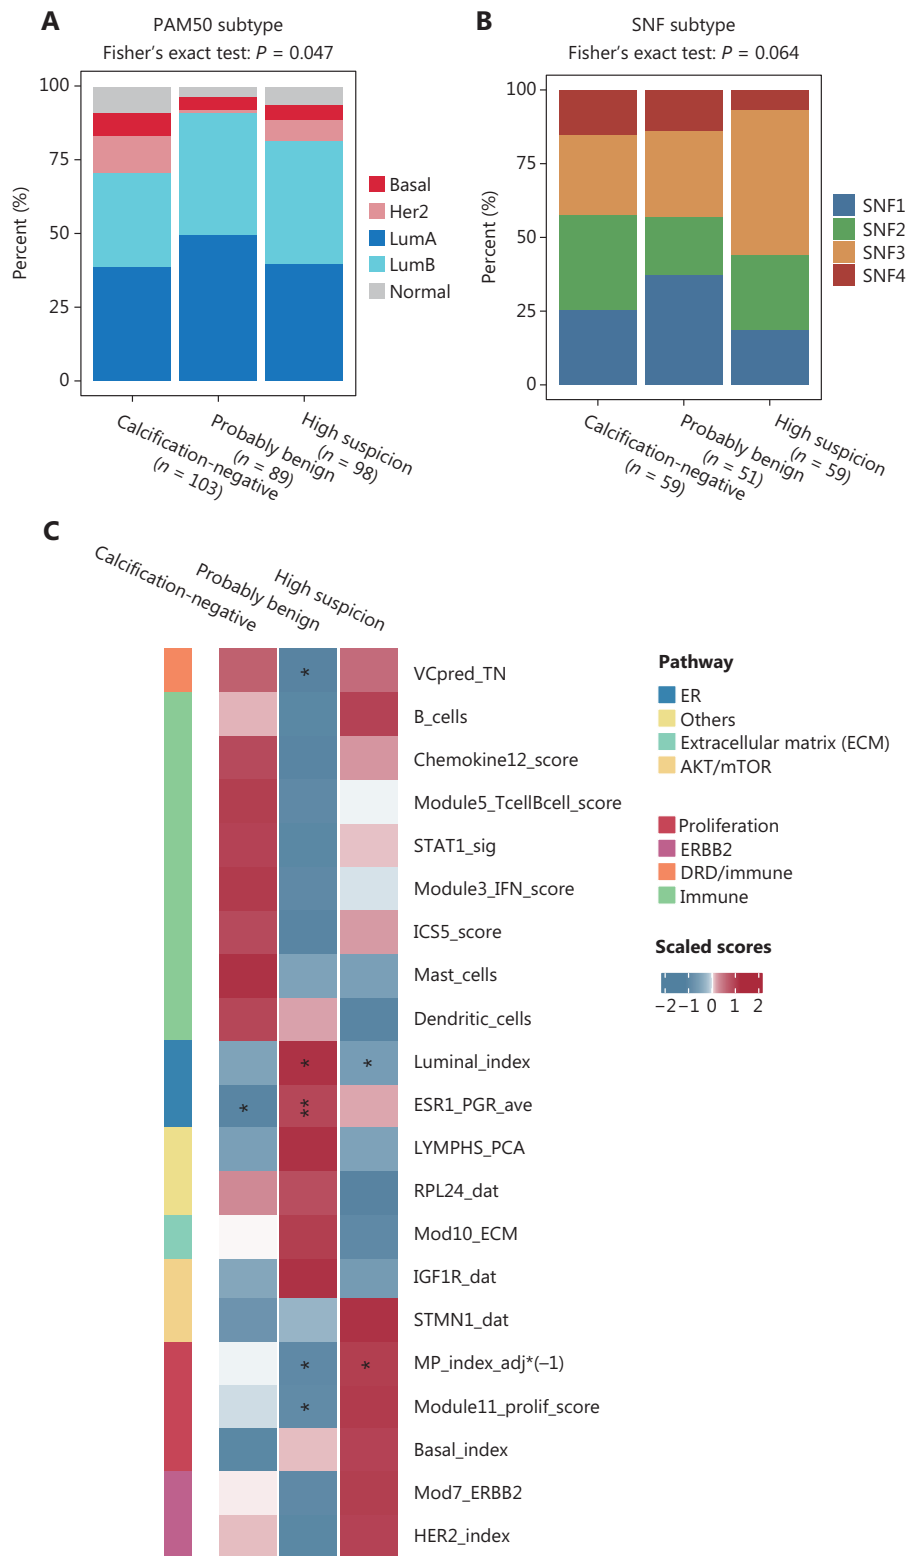 A
PAM50 subtype
Fisher’s exact test: P = 0.047
Percent (%)
100
75
50
25
0
Calcification-negative
(n = 103)
Probably benign
(n = 89)
High suspicion
(n = 98)
Basal
Her2
LumA
LumB
Normal
B
SNF subtype
Fisher’s exact test: P = 0.064
Percent (%)
100
75
50
25
0
Calcification-negative
(n = 59)
Probably benign
(n = 51)
High suspicion
(n = 59)
SNF1
SNF2
SNF3
SNF4
C
Calcification-negative
Probably benign
High suspicion
* VCpred_TN
B_cells
Chemokine12_score
Module5_TcellBcell_score
STAT1_sig
Module3_IFN_score
ICS5_score
Mast_cells
Dendritic_cells
* * Luminal_index
* ** ESR1_PGR_ave
LYMPHS_PCA
RPL24_dat
Mod10_ECM
IGF1R_dat
STMN1_dat
* * MP_index_adj*(–1)
* Module11_prolif_score
Basal_index
Mod7_ERBB2
HER2_index
Pathway
ER
Others
Extracellular matrix (ECM)
AKT/mTOR
Proliferation
ERBB2
DRD/immune
Immune
Scaled scores
−2 −1 0 1 2